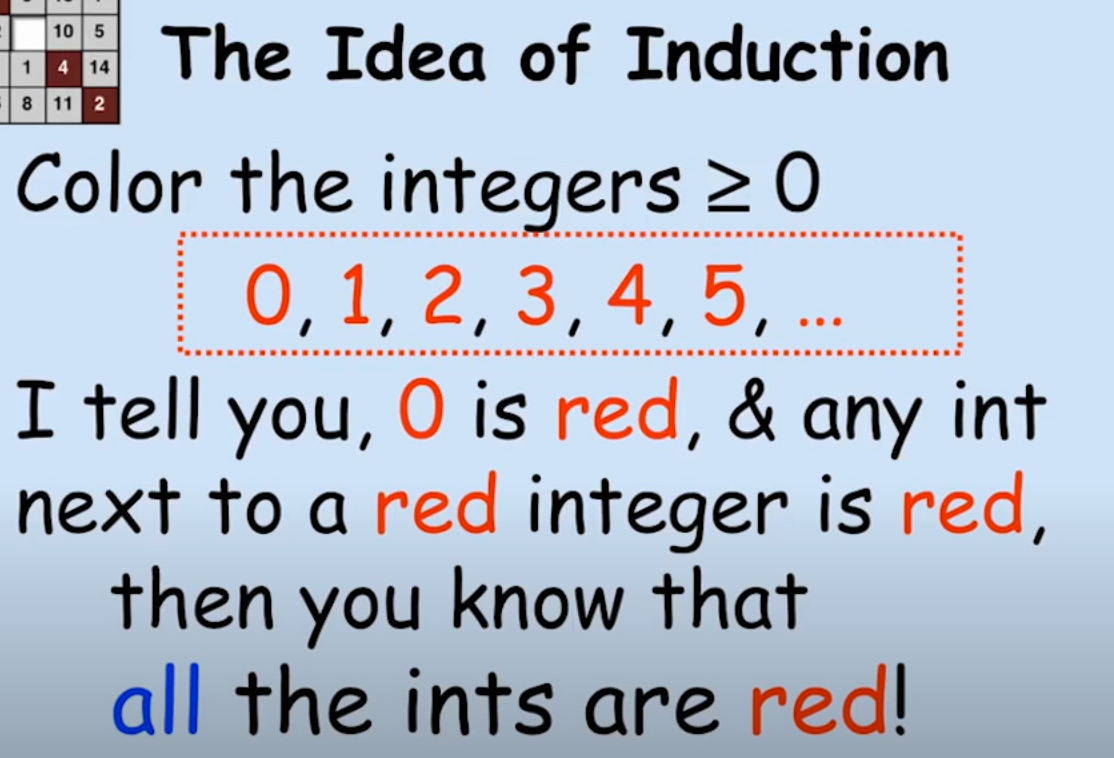 10 5
1 4 14
8 11 2
The Idea of Induction
Color the integers ≥ 0
0, 1, 2, 3, 4, 5, ...
I tell you, 0 is red, & any int
next to a red integer is red,
then you know that
all the ints are red!